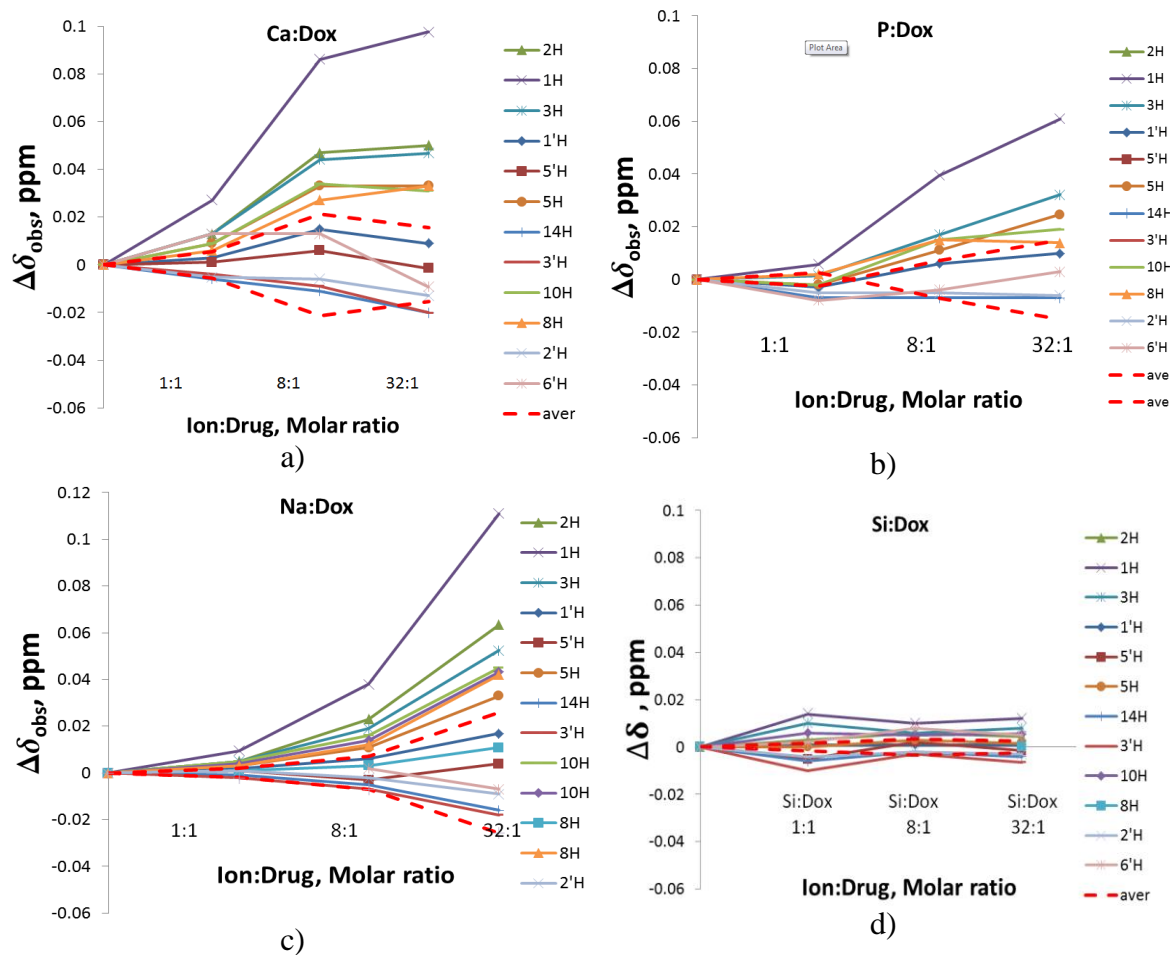 Ca:Dox
0.1
0.08
0.06
0.04
0.02
0
-0.02
-0.04
-0.06
Δδobs, ppm
1:1 8:1 32:1
Ion:Drug, Molar ratio
2H
1H
3H
1'H
5'H
5H
14H
3'H
10H
8H
2'H
6'H
aver
a)
P:Dox
Plot Area
0.1
0.08
0.06
0.04
0.02
0
-0.02
-0.04
-0.06
Δδobs, ppm
1:1 8:1 32:1
Ion:Drug, Molar ratio
2H
1H
3H
1'H
5'H
5H
14H
3'H
10H
8H
2'H
6'H
ave
ave
b)
Na:Dox
0.12
0.1
0.08
0.06
0.04
0.02
0
-0.02
-0.04
-0.06
Δδobs, ppm
1:1 8:1 32:1
Ion:Drug, Molar ratio
2H
1H
3H
1'H
5'H
5H
14H
3'H
10H
10H
8H
8H
2'H
c)
Si:Dox
0.1
0.08
0.06
0.04
0.02
0
-0.02
-0.04
-0.06
Δδ , ppm
Si:Dox Si:Dox Si:Dox
1:1 8:1 32:1
Ion:Drug, Molar ratio
2H
1H
3H
1'H
5'H
5H
14H
3'H
10H
8H
2'H
6'H
aver
d)